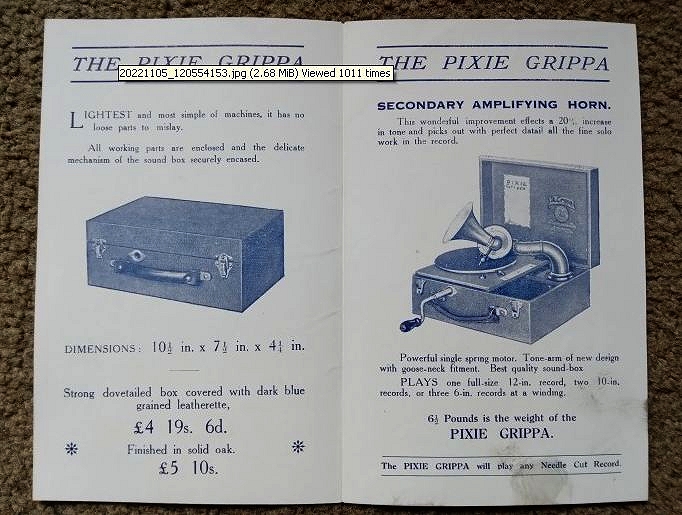 THE PIXIE GRIPPA
20221105_120554153.jpg (2.68 MiB) Viewed 1011 times
LIGHTEST and most simple of machines, it has no
loose parts to mislay.
All working parts are enclosed and the delicate
mechanism of the sound box securely encased.
DIMENSIONS: 10½ in. x 7½ in. x 4¼ in.
Strong dovetailed box covered with dark blue
grained leatherette,
£4 19s. 6d.
Finished in solid oak.
£5 10s.
THE PIXIE GRIPPA
SECONDARY AMPLIFYING HORN.
This wonderful improvement effects a 20% increase
in tone and picks out with perfect datail all the fine solo
work in the record.
PIXIE
GRIPPA
Powerful single spring motor. Tone-arm of new design
with goose-neck fitment. Best quality sound-box
PLAYS one full-size 12-in. record, two 10-in.
records, or three 6-in. records at a winding.
6½ Pounds is the weight of the
PIXIE GRIPPA.
The PIXIE GRIPPA will play any Needle Cut Record.